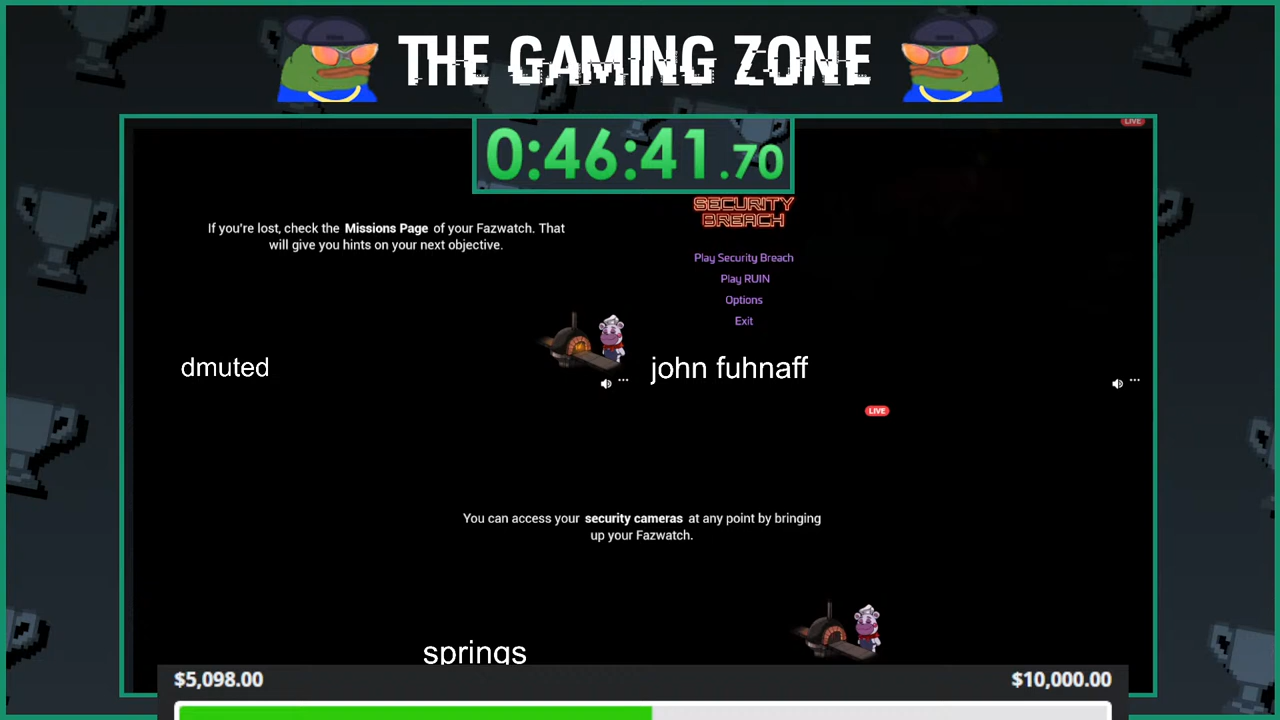 THE GAMING ZONE
LIVE
0:46:41.70
If you're lost, check the Missions Page of your Fazwatch. That
will give you hints on your next objective.
SECURITY
BREACH
Play Security Breach
Play RUIN
Options
Exit
dmuted
john fuhnaff
LIVE
You can access your security cameras at any point by bringing
up your Fazwatch.
springs
$5,098.00
$10,000.00